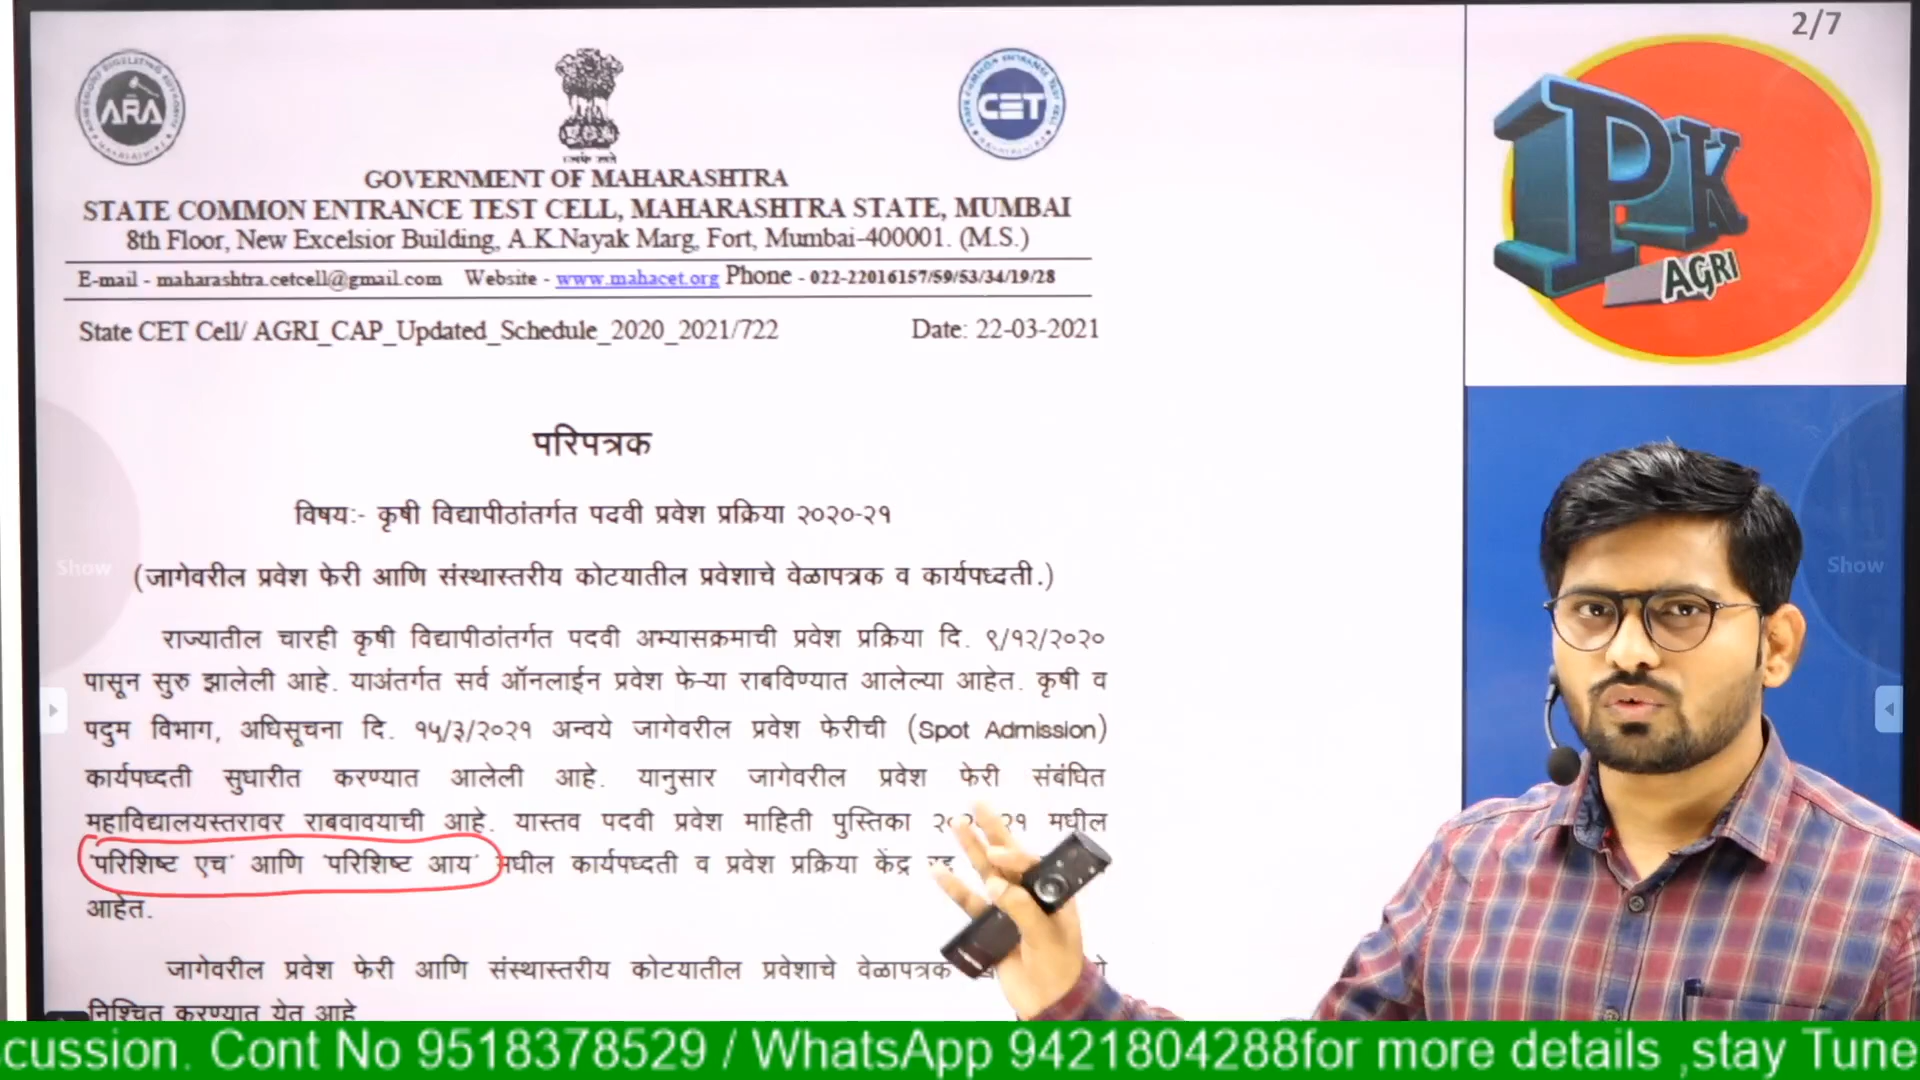 2/7
ARA
CET
PK
AGRI
GOVERNMENT OF MAHARASHTRA
STATE COMMON ENTRANCE TEST CELL, MAHARASHTRA STATE, MUMBAI
8th Floor, New Excelsior Building, A.K.Nayak Marg, Fort, Mumbai-400001. (M.S.)
E-mail - maharashtra.cetcell@gmail.com Website - www.mahacet.org Phone - 022-22016157/59/53/34/19/28
State CET Cell/ AGRI_CAP_Updated_Schedule_2020_2021/722 Date: 22-03-2021
परिपत्रक
विषयः- कृषी विद्यापीठांतर्गत पदवी प्रवेश प्रक्रिया २०२०-२१
(जागेवरील प्रवेश फेरी आणि संस्थास्तरीय कोटयातील प्रवेशाचे वेळापत्रक व कार्यपध्दती.)
राज्यातील चारही कृषी विद्यापीठांतर्गत पदवी अभ्यासक्रमाची प्रवेश प्रक्रिया दि. ९/१२/२०२०
पासून सुरु झालेली आहे. याअंतर्गत सर्व ऑनलाईन प्रवेश फेऱ्या राबविण्यात आलेल्या आहेत. कृषी व
पदुम विभाग, अधिसूचना दि. १५/३/२०२१ अन्वये जागेवरील प्रवेश फेरीची (Spot Admission)
कार्यपध्दती सुधारीत करण्यात आलेली आहे. यानुसार जागेवरील प्रवेश फेरी संबंधित
महाविद्यालयस्तरावर राबवावयाची आहे. यास्तव पदवी प्रवेश माहिती पुस्तिका मधील
'परिशिष्ट एच' आणि 'परिशिष्ट आय' मधील कार्यपध्दती व प्रवेश प्रक्रिया केंद्र
आहेत.
जागेवरील प्रवेश फेरी आणि संस्थास्तरीय कोटयातील प्रवेशाचे वेळापत्रक
निश्चित करण्यात येत आहे
Show
Show
cussion. Cont No 9518378529 / WhatsApp 9421804288for more details ,stay Tune